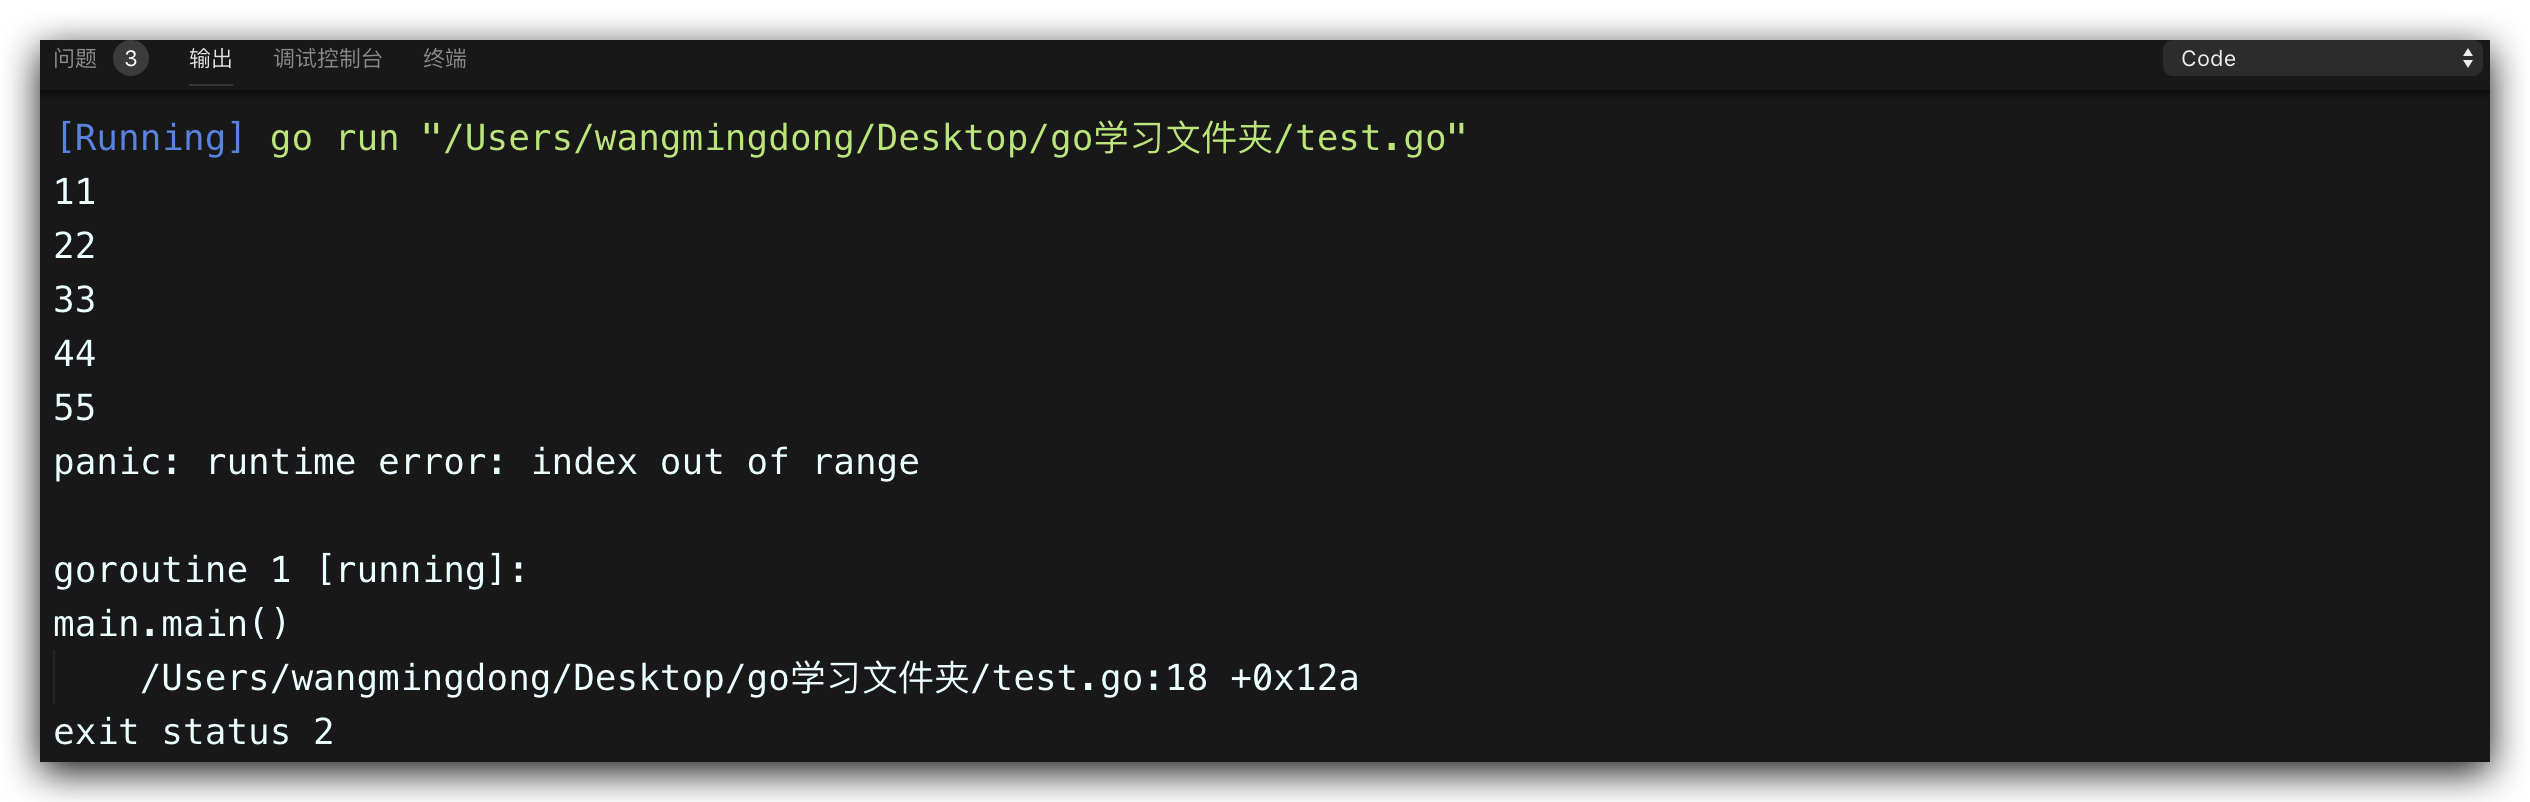 问题 3 输出 调试控制台 终端 Code
[Running] go run "/Users/wangmingdong/Desktop/go学习文件夹/test.go"
11
22
33
44
55
panic: runtime error: index out of range
goroutine 1 [running]:
main.main()
/Users/wangmingdong/Desktop/go学习文件夹/test.go:18 +0x12a
exit status 2